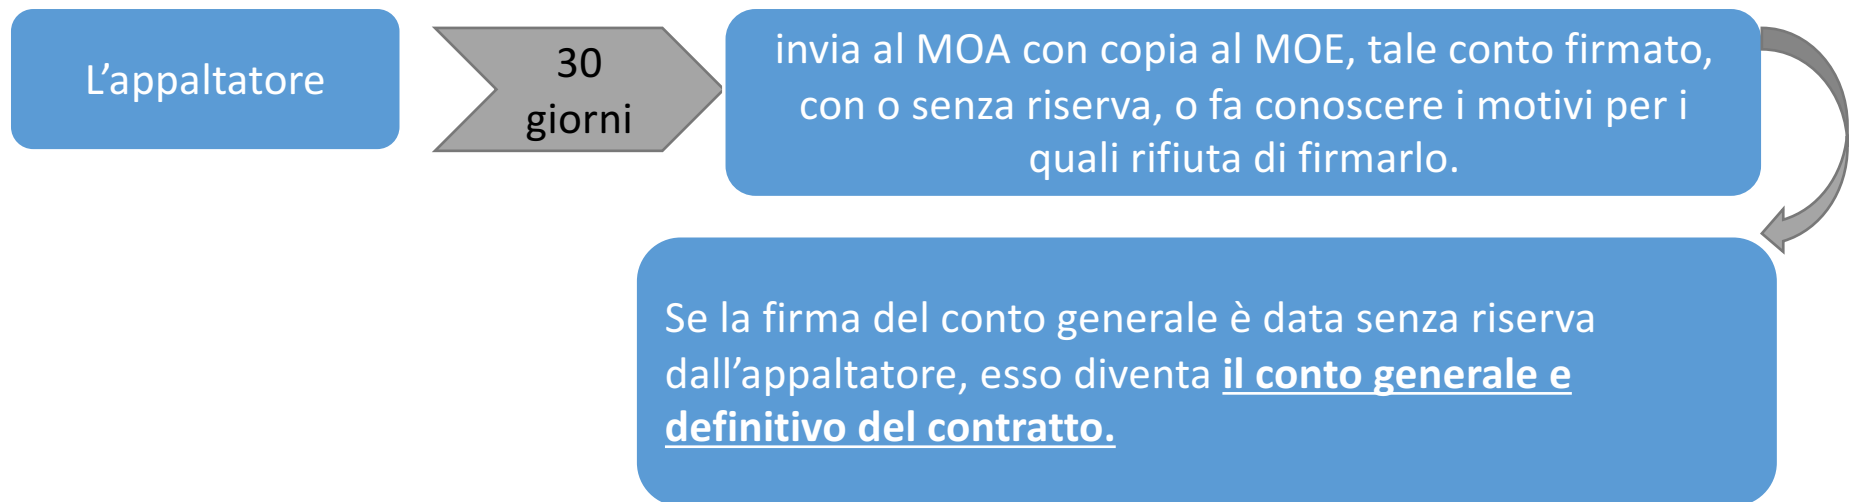 L’appaltatore
30
giorni
invia al MOA con copia al MOE, tale conto firmato,
con o senza riserva, o fa conoscere i motivi per i
quali rifiuta di firmarlo.
Se la firma del conto generale è data senza riserva
dall’appaltatore, esso diventa il conto generale e
definitivo del contratto.